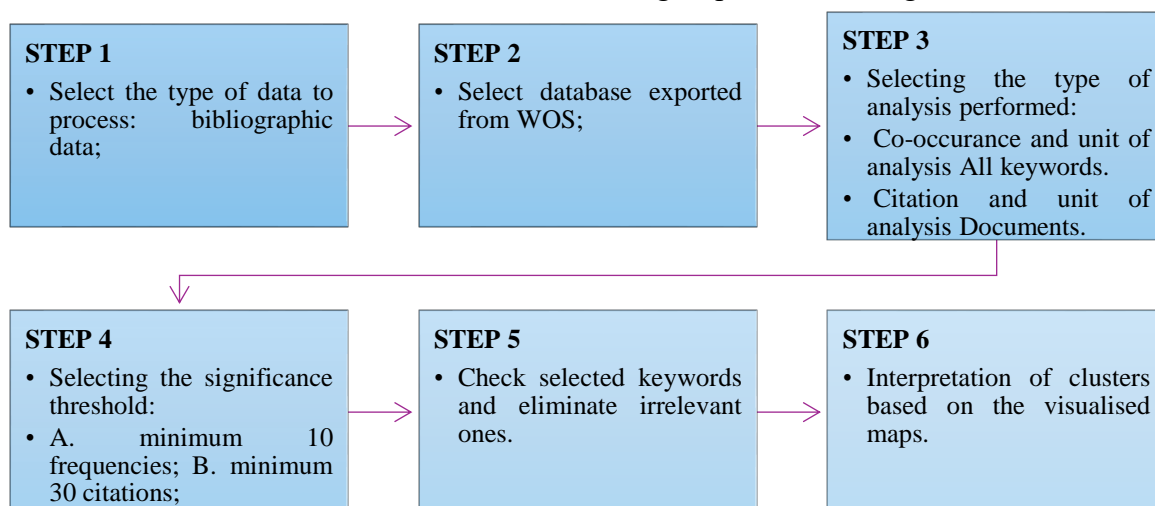 STEP 1
• Select the type of data to
process: bibliographic
data;
STEP 2
• Select database exported
from WOS;
STEP 3
• Selecting the type of
analysis performed:
• Co-occurance and unit of
analysis All keywords.
• Citation and unit of
analysis Documents.
STEP 4
• Selecting the significance
threshold:
• A. minimum 10
frequencies; B. minimum
30 citations;
STEP 5
• Check selected keywords
and eliminate irrelevant
ones.
STEP 6
• Interpretation of clusters
based on the visualised
maps.